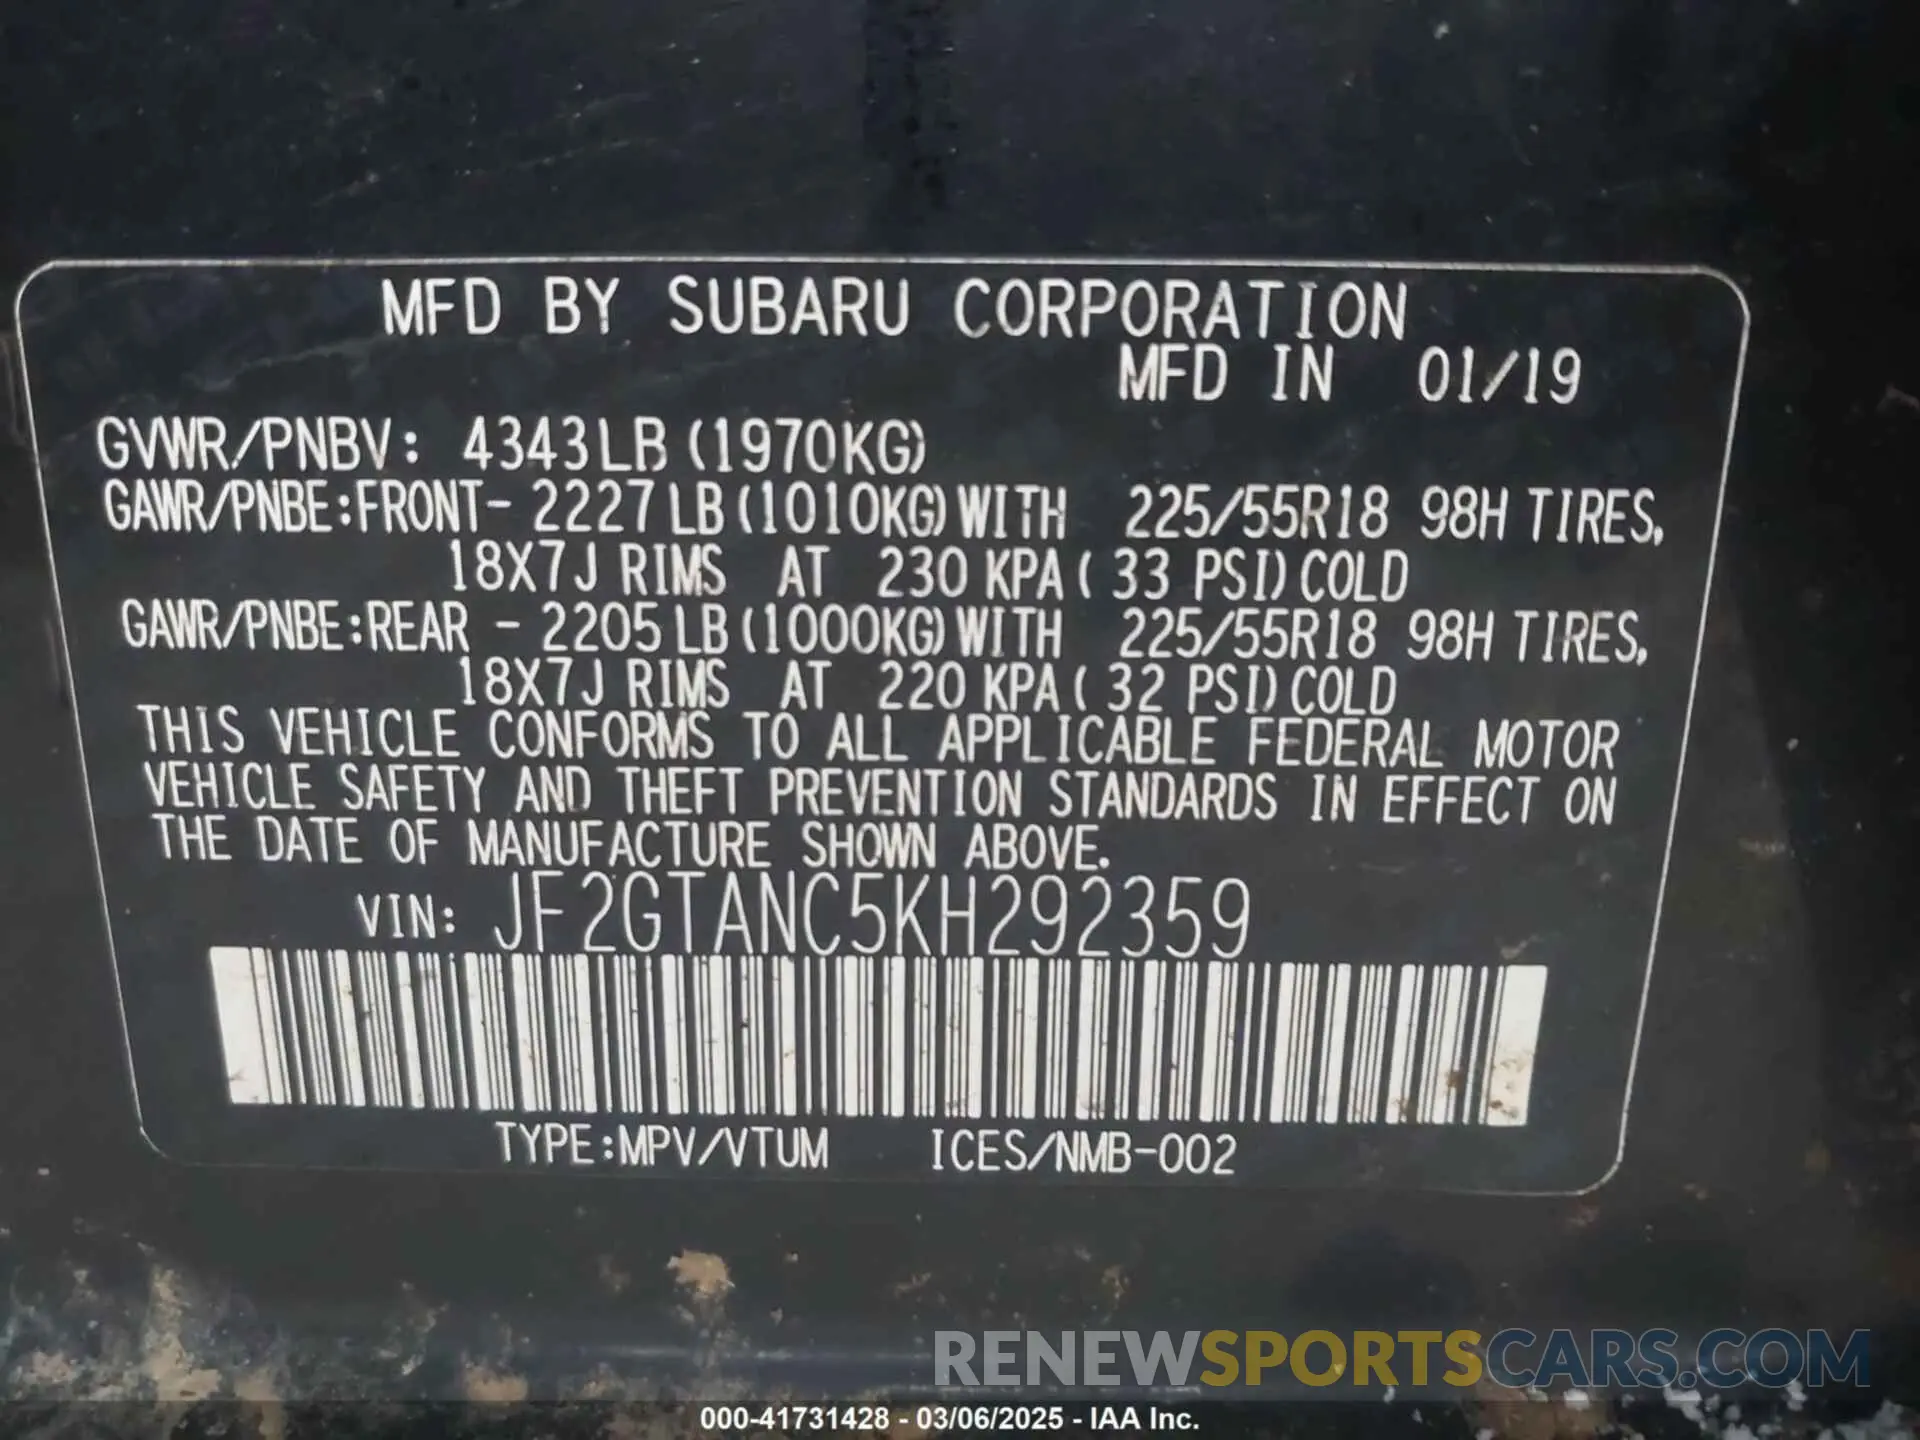 MFD BY SUBARU CORPORATION
MFD IN 01/19
GVWR/PNBV: 4343LB (1970KG)
GAWR/PNBE:FRONT- 2227 LB (1010KG) WITH 225/55R18 98H TIRES,
18X7J RIMS AT 230 KPA ( 33 PSI) COLD
GAWR/PNBE:REAR - 2205 LB (1000KG) WITH 225/55R18 98H TIRES,
18X7J RIMS AT 220 KPA ( 32 PSI) COLD
THIS VEHICLE CONFORMS TO ALL APPLICABLE FEDERAL MOTOR
VEHICLE SAFETY AND THEFT PREVENTION STANDARDS IN EFFECT ON
THE DATE OF MANUFACTURE SHOWN ABOVE.
VIN: JF2GTANC5KH292359
TYPE:MPV/VTUM ICES/NMB-002
RENEWSPORTSCARS.COM
000-41731428 - 03/06/2025 - IAA Inc.